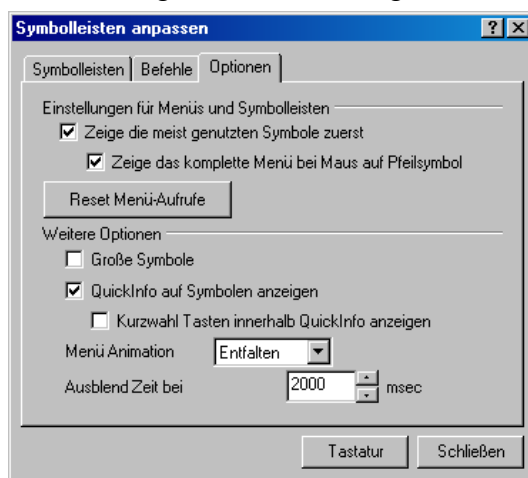 Symbolleisten anpassen
Symbolleisten Befehle Optionen
Einstellungen für Menüs und Symbolleisten
Zeige die meist genutzten Symbole zuerst
Zeige das komplette Menü bei Maus auf Pfeilsymbol
Reset Menü-Aufrufe
Weitere Optionen
Große Symbole
QuickInfo auf Symbolen anzeigen
Kurzwahl Tasten innerhalb QuickInfo anzeigen
Menü Animation Entfalten
Ausblend Zeit bei 2000 msec
Tastatur Schließen